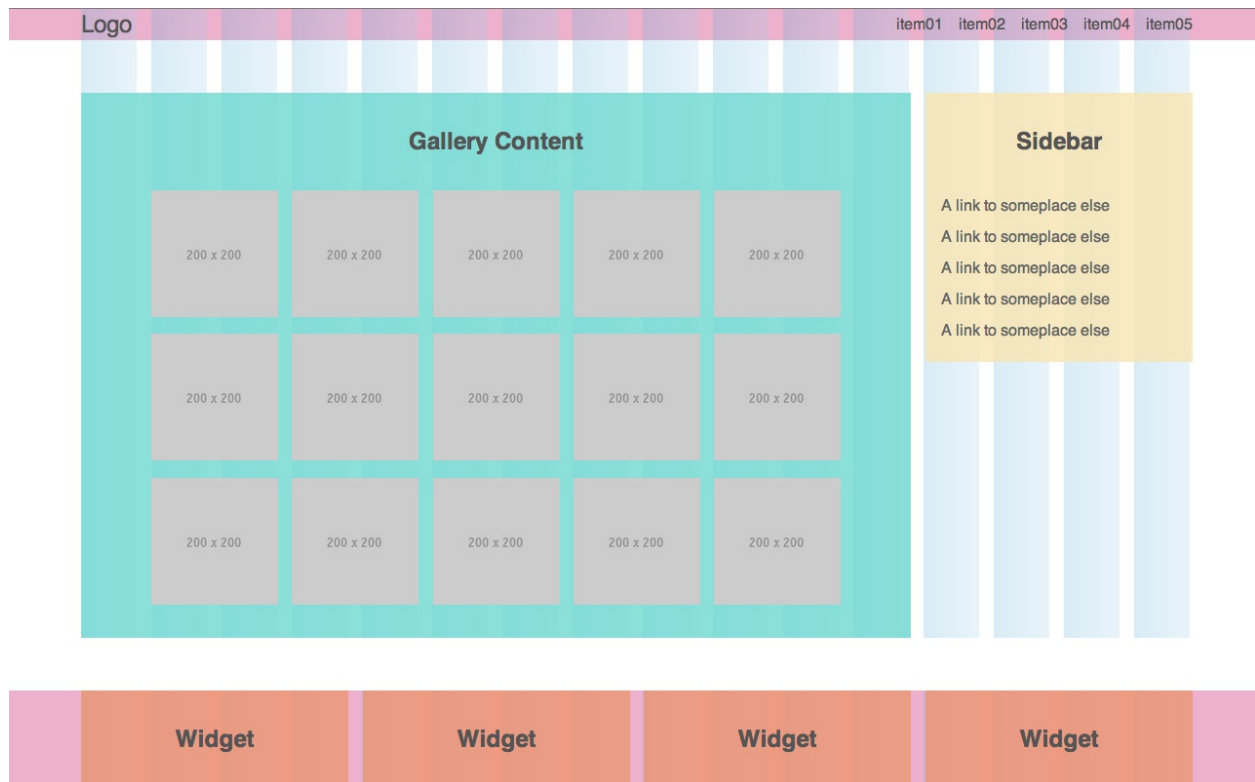 Logo
item01 item02 item03 item04 item05
Gallery Content
200 x 200 200 x 200 200 x 200 200 x 200 200 x 200
200 x 200 200 x 200 200 x 200 200 x 200 200 x 200
200 x 200 200 x 200 200 x 200 200 x 200 200 x 200
Sidebar
A link to someplace else
A link to someplace else
A link to someplace else
A link to someplace else
A link to someplace else
Widget Widget Widget Widget